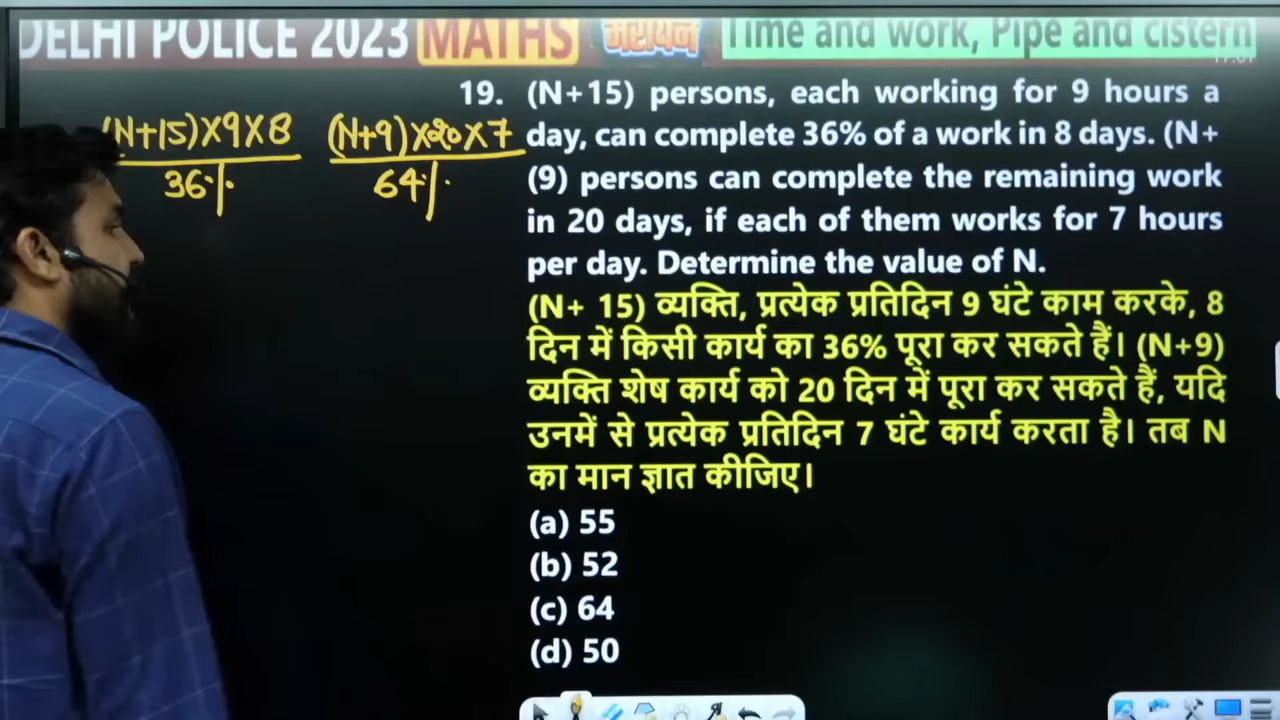 DELHI POLICE 2023 MATHS Time and work, Pipe and cistern
19. (N+15) persons, each working for 9 hours a
day, can complete 36% of a work in 8 days. (N+
(9) persons can complete the remaining work
in 20 days, if each of them works for 7 hours
per day. Determine the value of N.
(N+ 15) व्यक्ति, प्रत्येक प्रतिदिन 9 घंटे काम करके, 8
दिन में किसी कार्य का 36% पूरा कर सकते हैं। (N+9)
व्यक्ति शेष कार्य को 20 दिन में पूरा कर सकते हैं, यदि
उनमें से प्रत्येक प्रतिदिन 7 घंटे कार्य करता है। तब N
का मान ज्ञात कीजिए।
(a) 55
(b) 52
(c) 64
(d) 50
(N+15)×9×8 (N+9)×20×7
36% 64%